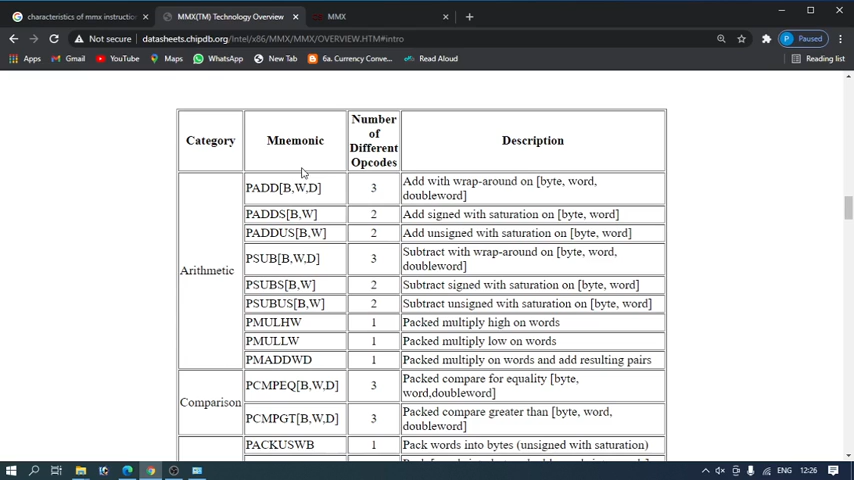 characteristics of mmx instructio
MMX(TM) Technology Overview
MMX
Not secure
datasheets.chipdb.org/Intel/x86/MMX/MMX/OVERVIEW.HTM#intro
P
Paused
Apps
Gmail
YouTube
Maps
WhatsApp
New Tab
6a. Currency Conve...
Read Aloud
Reading list
Category
Mnemonic
Number
of
Different
Opcodes
Description
Arithmetic
PADD[B,W,D]
3
Add with wrap-around on [byte, word,
doubleword]
PADDS[B,W]
2
Add signed with saturation on [byte, word]
PADDUS[B,W]
2
Add unsigned with saturation on [byte, word]
PSUB[B,W,D]
3
Subtract with wrap-around on [byte, word,
doubleword]
PSUBS[B,W]
2
Subtract signed with saturation on [byte, word]
PSUBUS[B,W]
2
Subtract unsigned with saturation on [byte, word]
PMULHW
1
Packed multiply high on words
PMULLW
1
Packed multiply low on words
PMADDWD
1
Packed multiply on words and add resulting pairs
Comparison
PCMPEQ[B,W,D]
3
Packed compare for equality [byte,
word,doubleword]
PCMPGT[B,W,D]
3
Packed compare greater than [byte, word,
doubleword]
PACKUSWB
1
Pack words into bytes (unsigned with saturation)
ENG
12:26